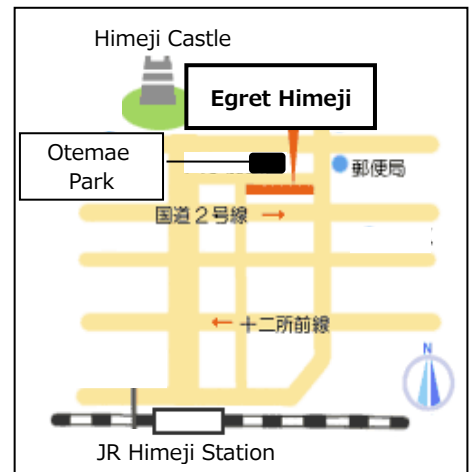 Himeji Castle
Egret Himeji
Otemae
Park
郵便局
国道２号線 →
← 十二所前線
N
JR Himeji Station